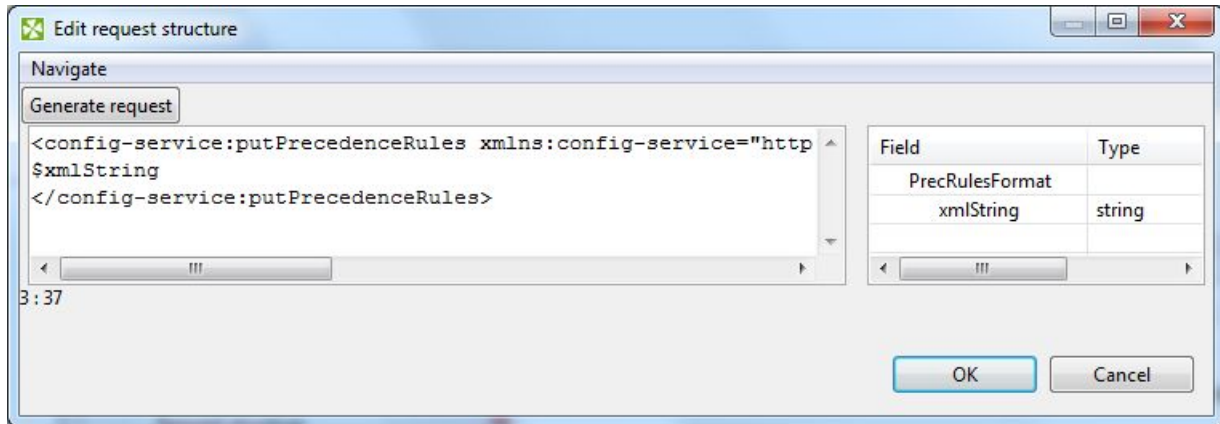 Edit request structure
Navigate
Generate request
<config-service:putPrecedenceRules xmlns:config-service="http
$xmlString
</config-service:putPrecedenceRules>
Field Type
PrecRulesFormat
xmlString string
3:37
OK Cancel